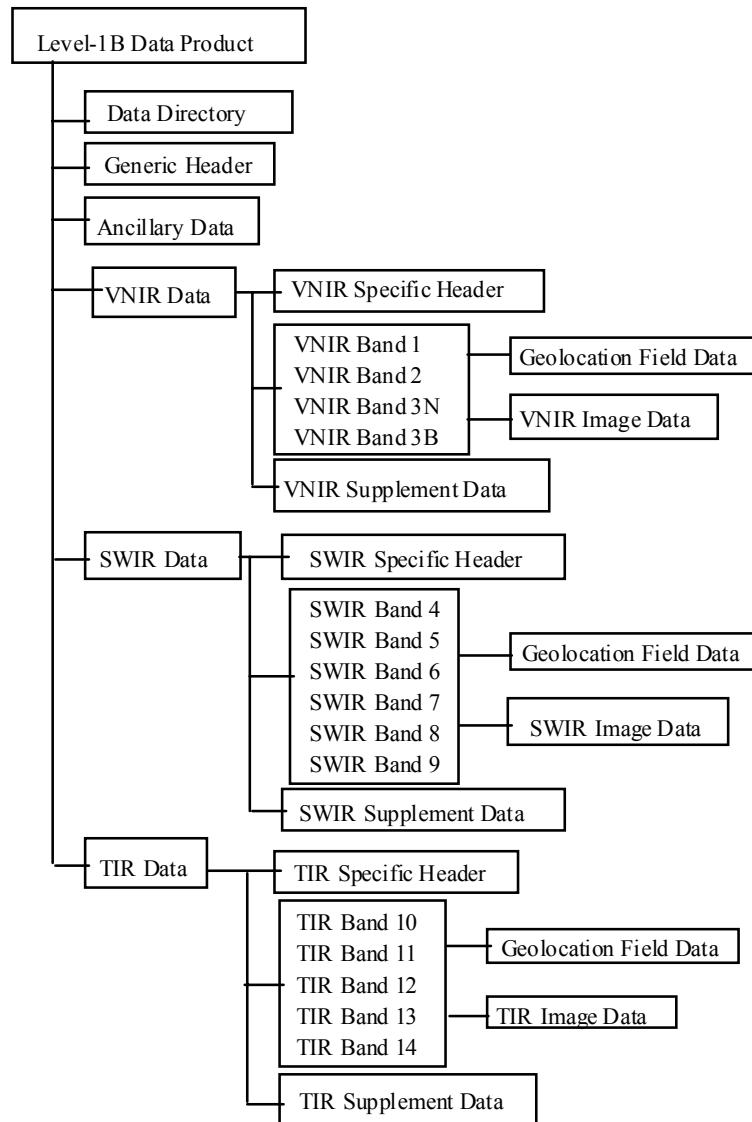 Level-1B Data Product
Data Directory
Generic Header
Ancillary Data
VNIR Data
VNIR Specific Header
VNIR Band 1
VNIR Band 2
VNIR Band 3N
VNIR Band 3B
Geolocation Field Data
VNIR Image Data
VNIR Supplement Data
SWIR Data
SWIR Specific Header
SWIR Band 4
SWIR Band 5
SWIR Band 6
SWIR Band 7
SWIR Band 8
SWIR Band 9
Geolocation Field Data
SWIR Image Data
SWIR Supplement Data
TIR Data
TIR Specific Header
TIR Band 10
TIR Band 11
TIR Band 12
TIR Band 13
TIR Band 14
Geolocation Field Data
TIR Image Data
TIR Supplement Data